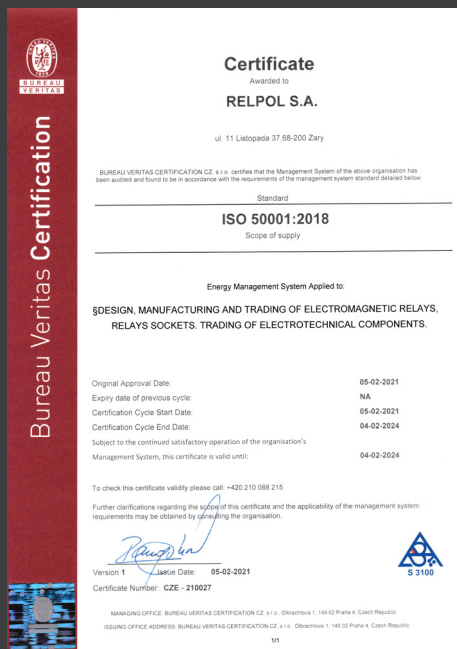 BUREAU
VERITAS
Bureau Veritas Certification
Certificate
Awarded to
RELPOL S.A.
ul. 11 Listopada 37,68-200 Żary
BUREAU VERITAS CERTIFICATION CZ, s.r.o. certifies that the Management System of the above organisation has
been audited and found to be in accordance with the requirements of the management system standard detailed below:
Standard
ISO 50001:2018
Scope of supply
Energy Management System Applied to:
§DESIGN, MANUFACTURING AND TRADING OF ELECTROMAGNETIC RELAYS,
RELAYS SOCKETS. TRADING OF ELECTROTECHNICAL COMPONENTS.
Original Approval Date: 05-02-2021
Expiry date of previous cycle: NA
Certification Cycle Start Date: 05-02-2021
Certification Cycle End Date: 04-02-2024
Subject to the continued satisfactory operation of the organisation's
Management System, this certificate is valid until: 04-02-2024
To check this certificate validity please call: +420 210 088 215
Further clarifications regarding the scope of this certificate and the applicability of the management system
requirements may be obtained by consulting the organisation.
Version 1 Issue Date: 05-02-2021
Certificate Number: CZE - 210027
S 3100
MANAGING OFFICE: BUREAU VERITAS CERTIFICATION CZ, s.r.o., Olbrachtova 1, 140 02 Praha 4, Czech Republic
ISSUING OFFICE ADDRESS: BUREAU VERITAS CERTIFICATION CZ, s.r.o., Olbrachtova 1, 140 02 Praha 4, Czech Republic
1/1